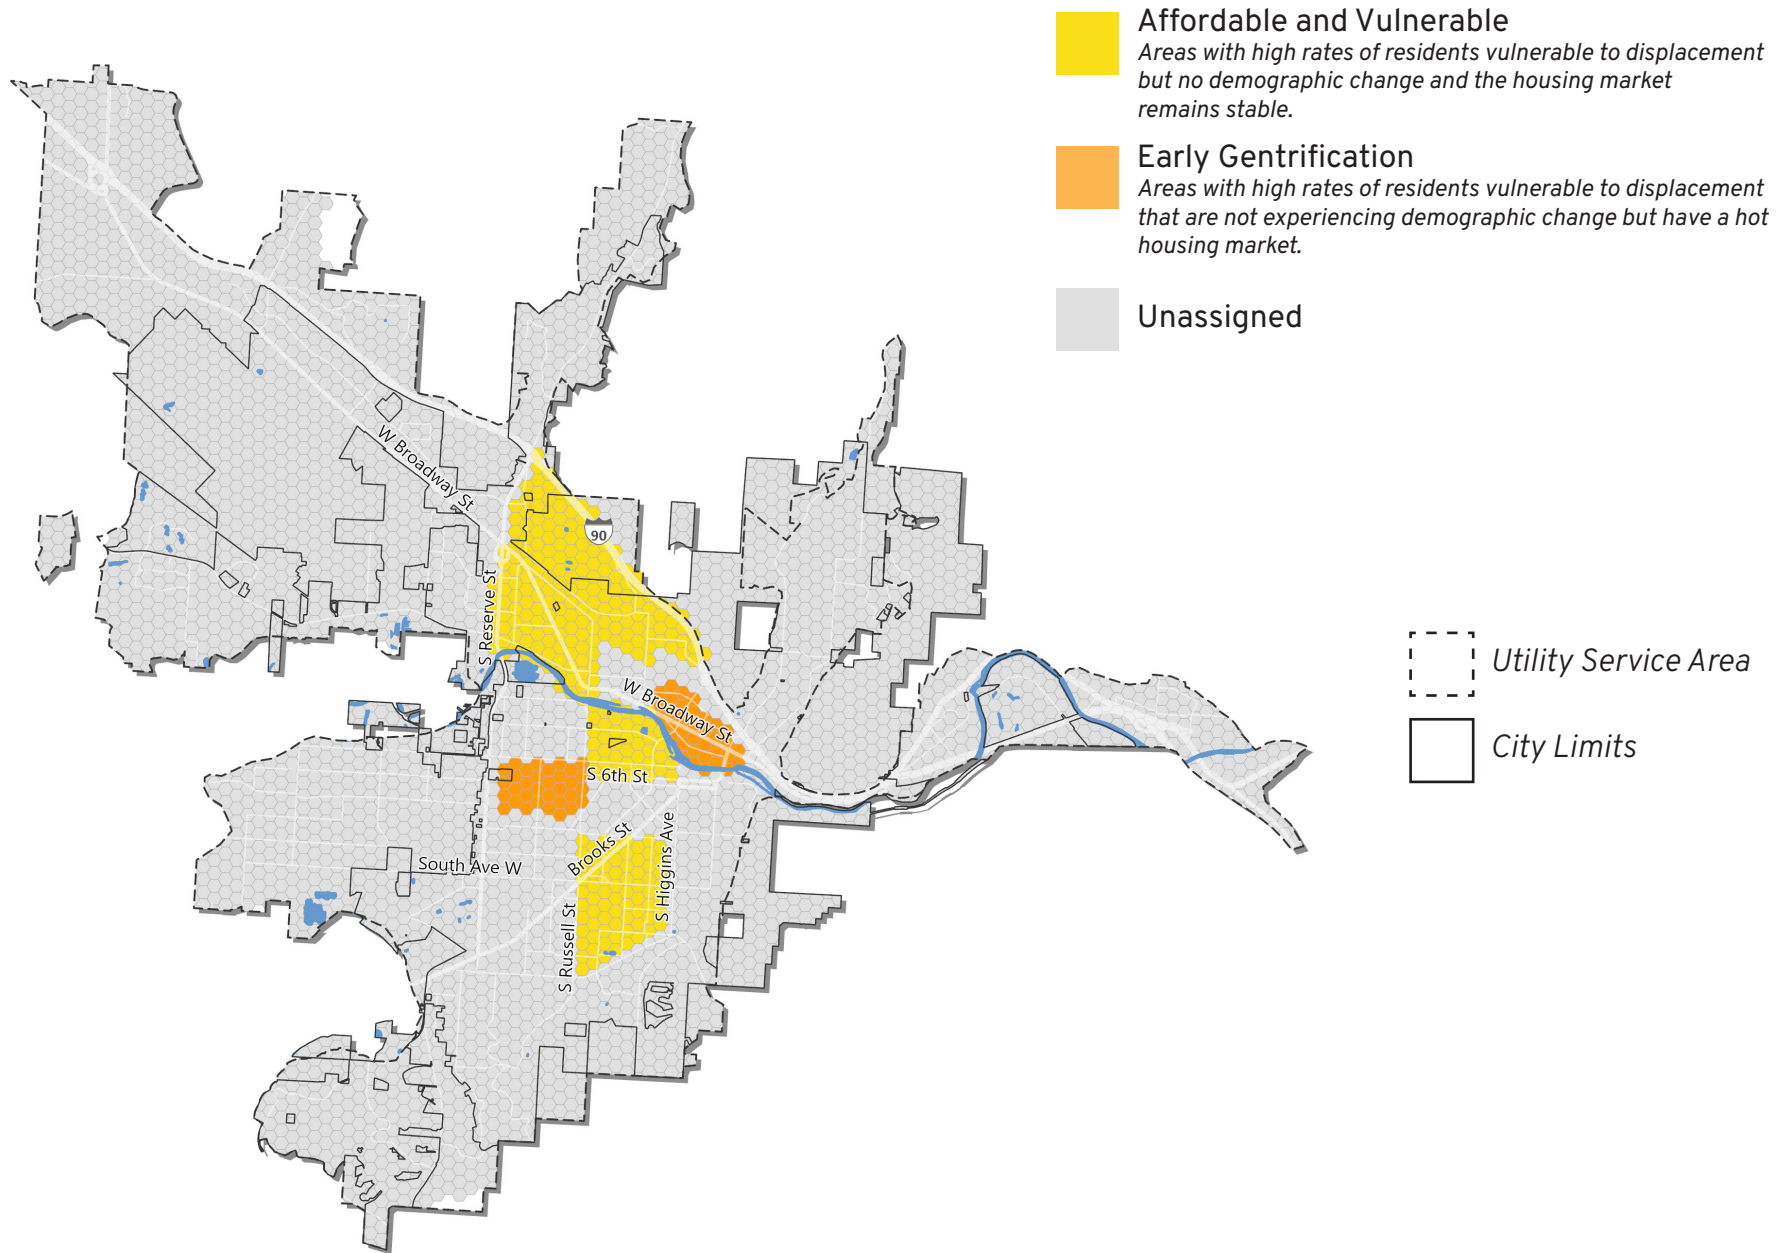 Affordable and Vulnerable
Areas with high rates of residents vulnerable to displacement
but no demographic change and the housing market
remains stable.
Early Gentrification
Areas with high rates of residents vulnerable to displacement
that are not experiencing demographic change but have a hot
housing market.
Unassigned
W Broadway St
90
S Reserve St
W Broadway St
S 6th St
Brooks St
South Ave W
S Higgins Ave
S Russell St
Utility Service Area
City Limits